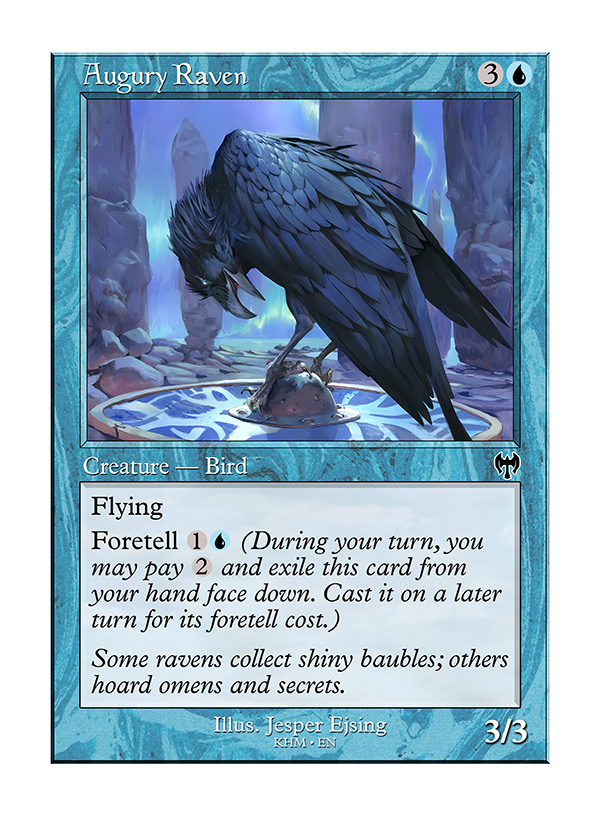 Augury Raven 3
Creature — Bird
Flying
Foretell 1 (During your turn, you
may pay 2 and exile this card from
your hand face down. Cast it on a later
turn for its foretell cost.)
Some ravens collect shiny baubles; others
hoard omens and secrets.
Illus. Jesper Ejsing
KHM • EN
3/3